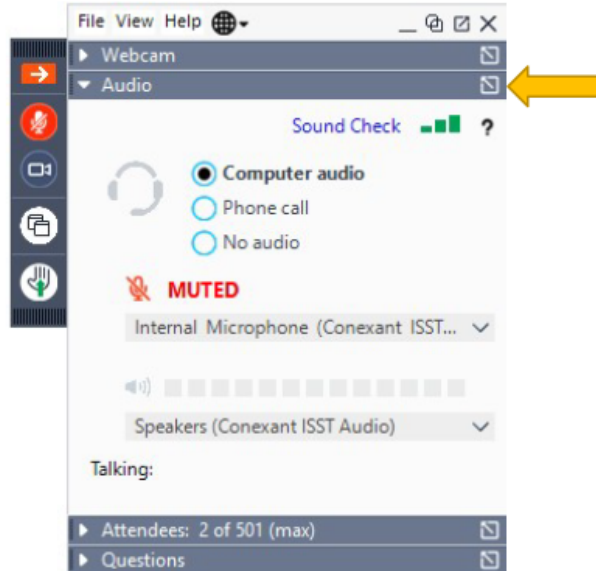 File View Help
Webcam
Audio
Sound Check ?
Computer audio
Phone call
No audio
MUTED
Internal Microphone (Conexant ISST...
Speakers (Conexant ISST Audio)
Talking:
Attendees: 2 of 501 (max)
Questions